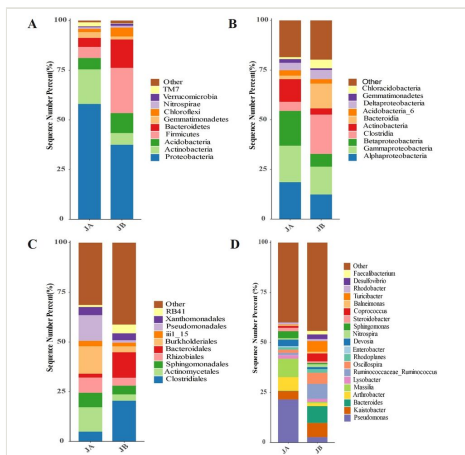 A
Sequence Number Percent(%)
100
75
50
25
0
JA
JB
Other
TM7
Verrucomicrobia
Nitrospirae
Chloroflexi
Gemmatimonadetes
Bacteroidetes
Firmicutes
Acidobacteria
Actinobacteria
Proteobacteria
B
Sequence Number Percent(%)
100
75
50
25
0
JA
JB
Other
Chloracidobacteria
Gemmatimonadetes
Deltaproteobacteria
Acidobacteria_6
Bacteroidia
Actinobacteria
Clostridia
Betaproteobacteria
Gammaproteobacteria
Alphaproteobacteria
C
Sequence Number Percent(%)
100
75
50
25
0
JA
JB
Other
RB41
Xanthomonadales
Pseudomonadales
iii1_15
Burkholderiales
Bacteroidales
Rhizobiales
Sphingomonadales
Actinomycetales
Clostridiales
D
Sequence Number Percent(%)
100
75
50
25
0
JA
JB
Other
Faecalibacterium
Desulfovibrio
Rhodobacter
Turicibacter
Coprococcus
Steroidobacter
Sphingomonas
Nitrospira
Devosia
Enterobacter
Rhodoplanes
Oscillospira
Ruminococcaceae_Ruminococcus
Lysobacter
Massilia
Arthrobacter
Bacteroides
Kaistobacter
Pseudomonas